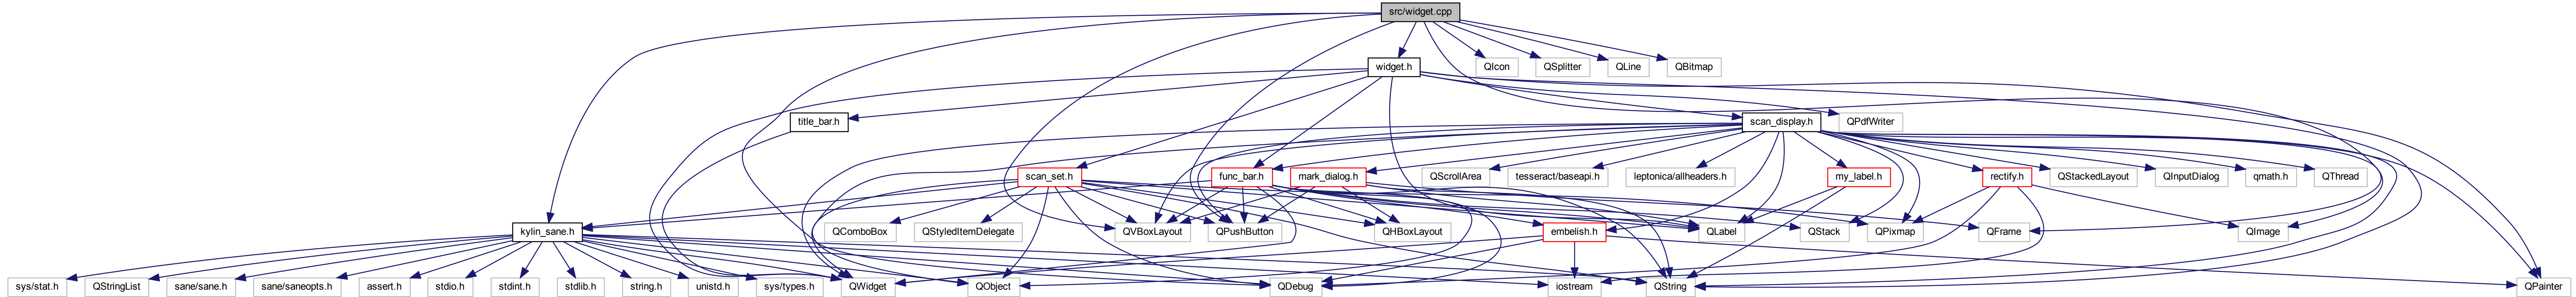 src/widget.cpp
widget.h
QIcon
QSplitter
QLine
QBitmap
title_bar.h
scan_display.h
QPdfWriter
scan_set.h
func_bar.h
mark_dialog.h
QScrollArea
tesseract/baseapi.h
leptonica/allheaders.h
my_label.h
rectify.h
QStackedLayout
QInputDialog
qmath.h
QThread
kylin_sane.h
QComboBox
QStyledItemDelegate
QVBoxLayout
QPushButton
embelish.h
QHBoxLayout
QLabel
QStack
QPixmap
QFrame
QImage
sys/stat.h
QStringList
sane/sane.h
sane/saneopts.h
assert.h
stdio.h
stdint.h
stdlib.h
string.h
unistd.h
sys/types.h
QWidget
QObject
QDebug
iostream
QString
QPainter